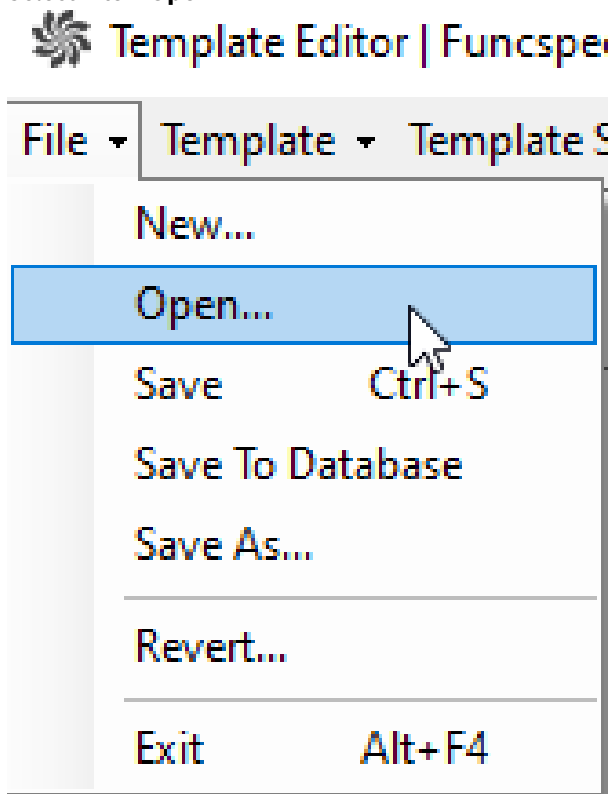 Template Editor | Funcspe
File Template Template S
New...
Open...
Save Ctrl+S
Save To Database
Save As...
Revert...
Exit Alt+F4